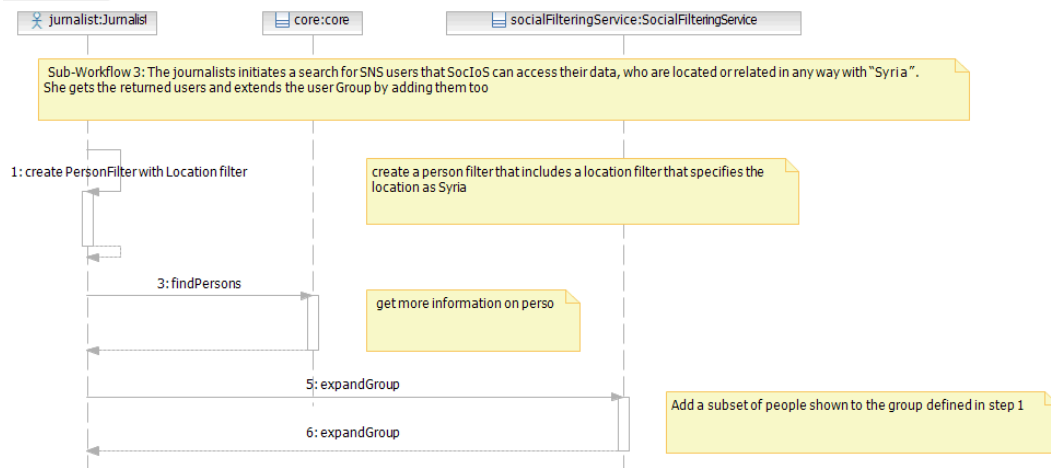 jurnalist:Jurnalist
core:core
socialFilteringService:SocialFilteringService
Sub-Workflow 3: The journalists initiates a search for SNS users that SocIoS can access their data, who are located or related in any way with “Syria”.
She gets the returned users and extends the user Group by adding them too
1: create PersonFilter with Location filter
create a person filter that includes a location filter that specifies the
location as Syria
3: findPersons
get more information on perso
5: expandGroup
Add a subset of people shown to the group defined in step 1
6: expandGroup